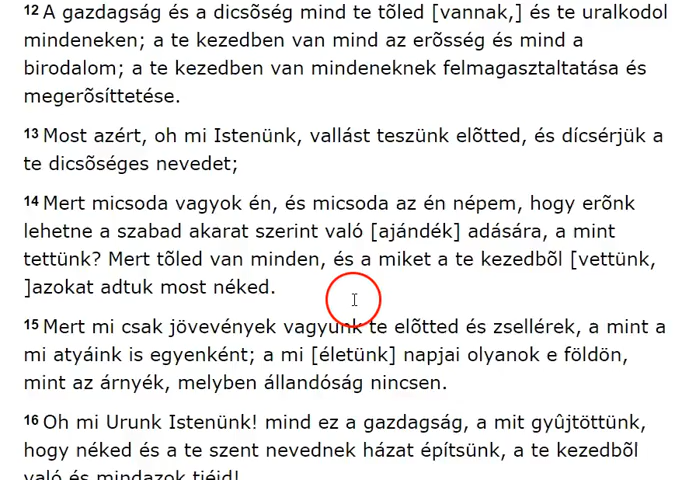 12 A gazdagság és a dicsõség mind te tõled [vannak,] és te uralkodol
mindeneken; a te kezedben van mind az erõsség és mind a
birodalom; a te kezedben van mindeneknek felmagasztaltatása és
megerõsíttetése.
13 Most azért, oh mi Istenünk, vallást teszünk elõtted, és dícsérjük a
te dicsõséges nevedet;
14 Mert micsoda vagyok én, és micsoda az én népem, hogy erõnk
lehetne a szabad akarat szerint való [ajándék] adására, a mint
tettünk? Mert tõled van minden, és a miket a te kezedbõl [vettünk,
]azokat adtuk most néked.
15 Mert mi csak jövevények vagyunk te elõtted és zsellérek, a mint a
mi atyáink is egyenként; a mi [életünk] napjai olyanok e földön,
mint az árnyék, melyben állandóság nincsen.
16 Oh mi Urunk Istenünk! mind ez a gazdagság, a mit gyûjtöttünk,
hogy néked és a te szent nevednek házat építsünk, a te kezedbõl
való és mindazok tiéid!